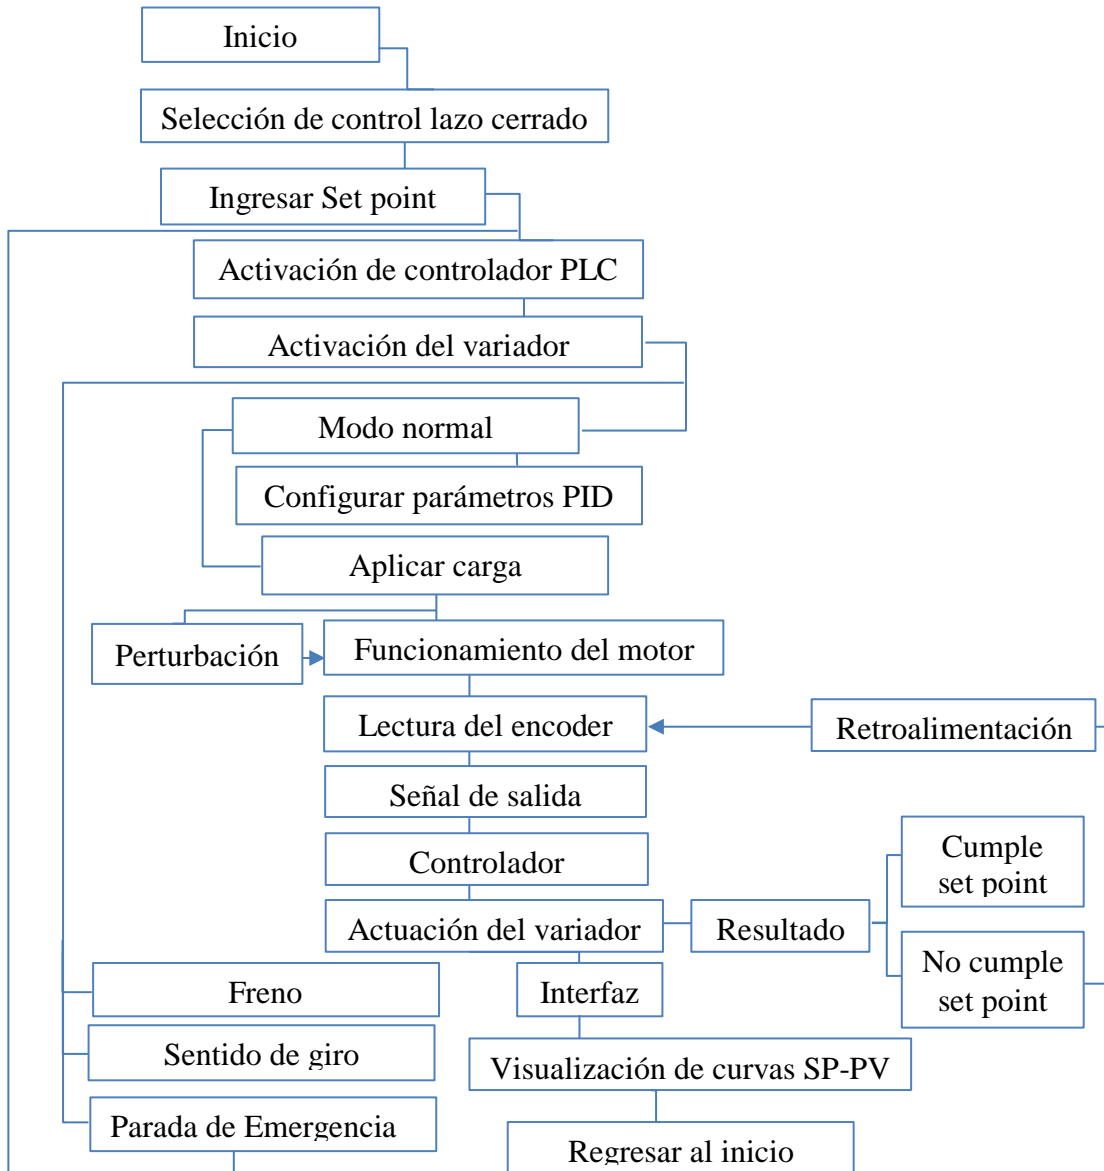 Inicio
Selección de control lazo cerrado
Ingresar Set point
Activación de controlador PLC
Activación del variador
Modo normal
Configurar parámetros PID
Aplicar carga
Perturbación
Funcionamiento del motor
Lectura del encoder
Retroalimentación
Señal de salida
Controlador
Cumple
set point
Actuación del variador
Resultado
No cumple
set point
Freno
Interfaz
Sentido de giro
Visualización de curvas SP-PV
Parada de Emergencia
Regresar al inicio